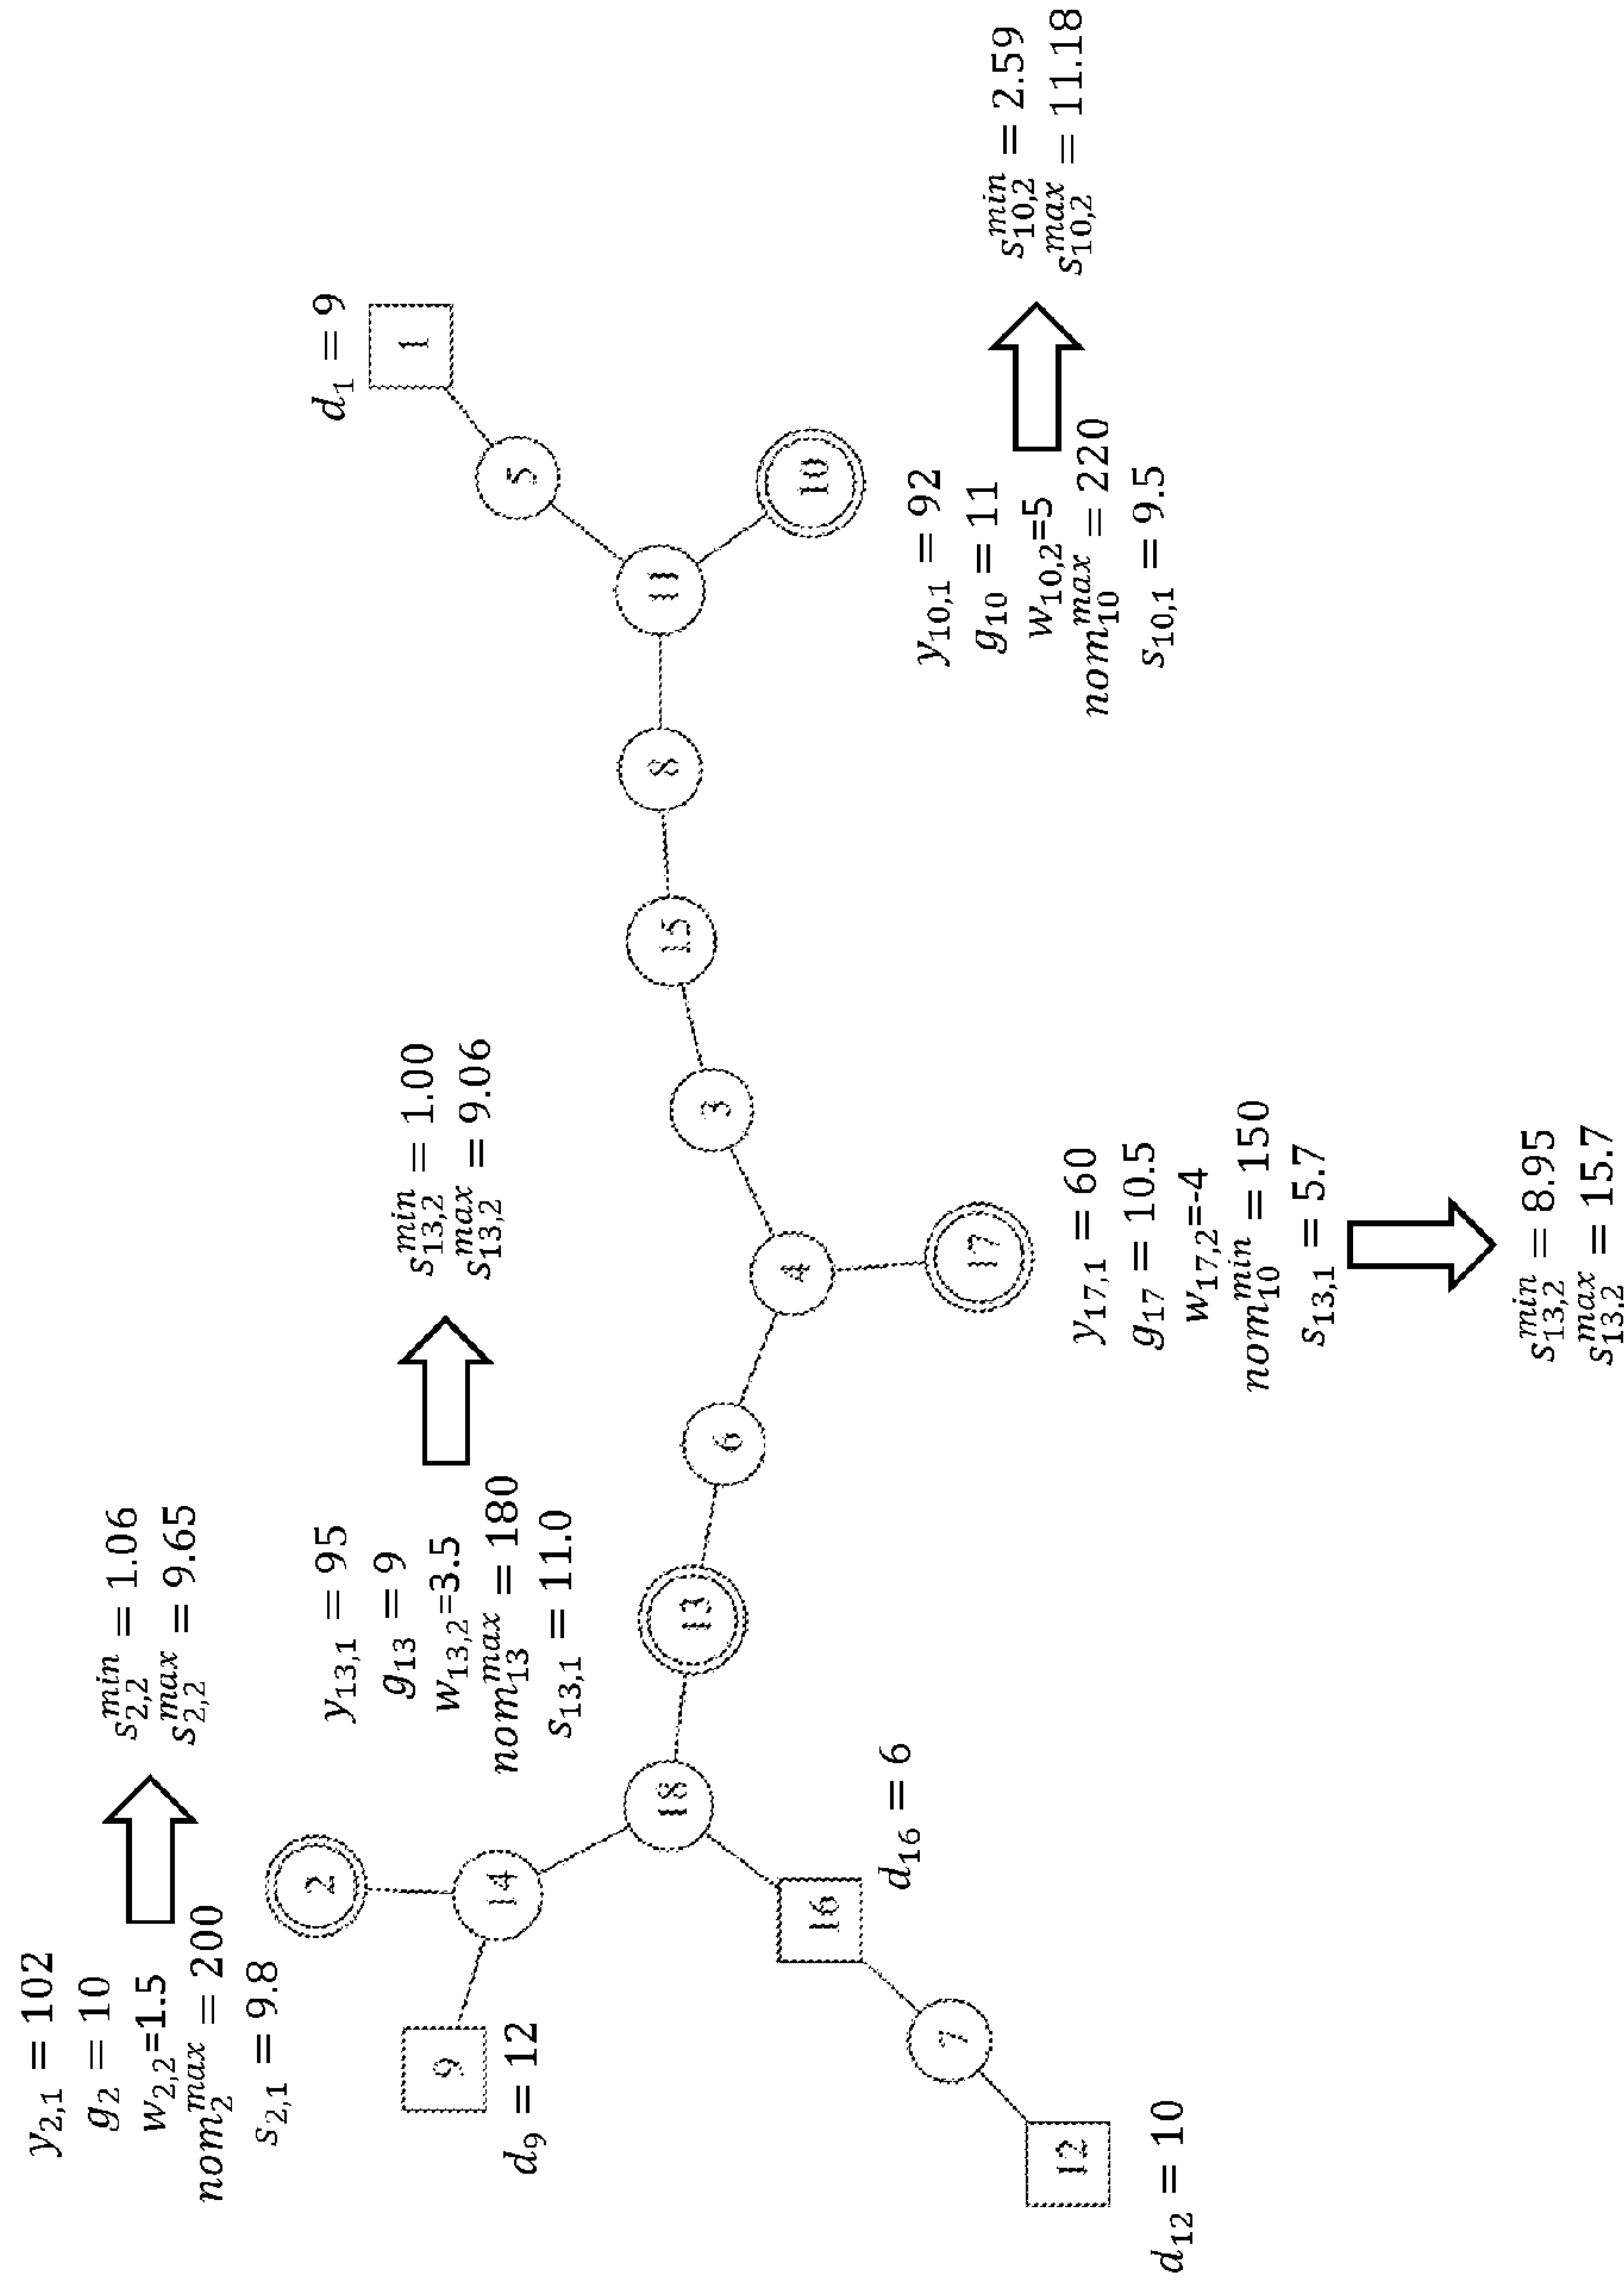 y_{2,1} = 102
g_2 = 10
w_{2,2}=1.5
nom_2^{max} = 200
s_{2,1} = 9.8
s_{2,2}^{min} = 1.06
s_{2,2}^{max} = 9.65
y_{13,1} = 95
g_{13} = 9
w_{13,2}=3.5
nom_{13}^{max} = 180
s_{13,1} = 11.0
s_{13,2}^{min} = 1.00
s_{13,2}^{max} = 9.06
d_1 = 9
1
5
2
9
14
d_9 = 12
18
13
6
4
3
15
8
11
10
16
d_{16} = 6
7
17
12
d_{12} = 10
y_{17,1} = 60
g_{17} = 10.5
w_{17,2}=-4
nom_{10}^{min} = 150
s_{13,1} = 5.7
s_{13,2}^{min} = 8.95
s_{13,2}^{max} = 15.7
y_{10,1} = 92
g_{10} = 11
w_{10,2}=5
nom_{10}^{max} = 220
s_{10,1} = 9.5
s_{10,2}^{min} = 2.59
s_{10,2}^{max} = 11.18